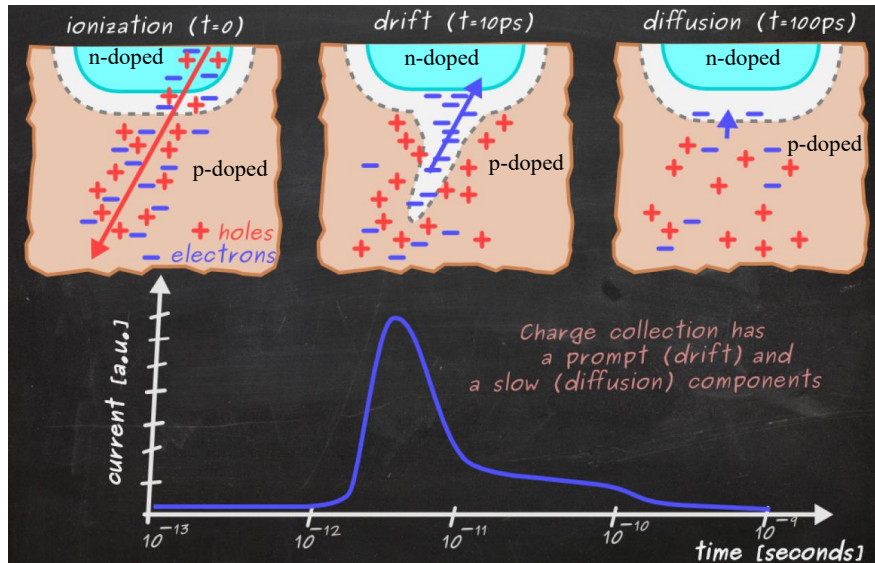 ionization (t=0)
drift (t=10ps)
diffusion (t=100ps)
n-doped
n-doped
n-doped
p-doped
p-doped
p-doped
+ holes
− electrons
current [a.u.]
Charge collection has
a prompt (drift) and
a slow (diffusion) components
10⁻¹³
10⁻¹²
10⁻¹¹
10⁻¹⁰
10⁻⁹
time [seconds]